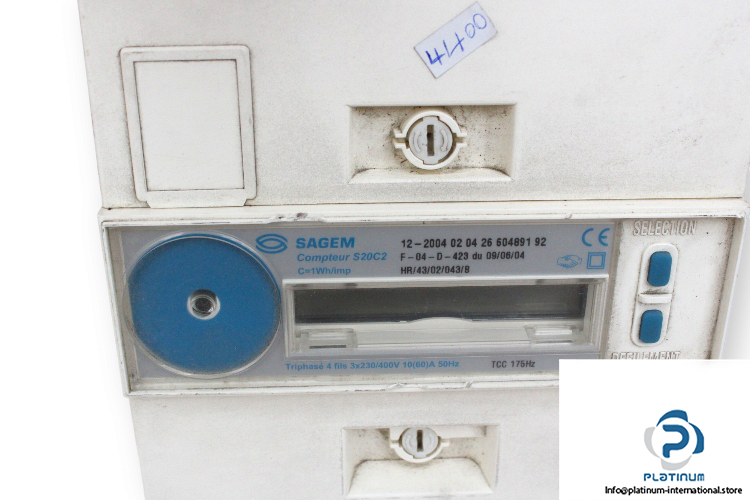 4400
SAGEM
Compteur S20C2
C=1Wh/imp
12-2004 02 04 26 604891 92
F-04-D-423 du 09/06/04
HR/43/02/043/B
CE
SELECTION
DEFILEMENT
Triphase 4 fils 3x230/400V 10(60)A 50Hz
TCC 175Hz
PLATINUM
Info@platinum-international.store